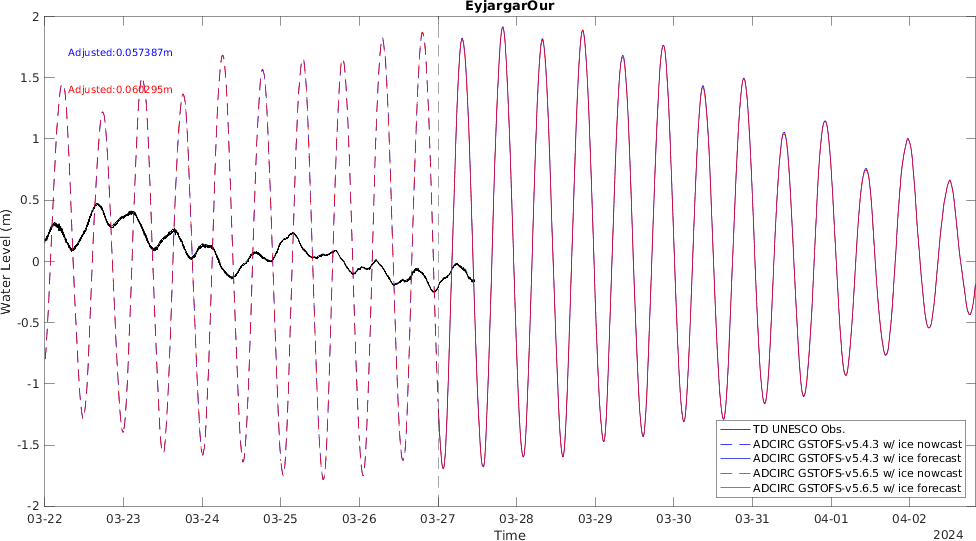 EyjargarOur
Adjusted:0.057387m
Adjusted:0.060295m
Water Level (m)
2
1.5
1
0.5
0
-0.5
-1
-1.5
-2
TD UNESCO Obs.
ADCIRC GSTOFS-v5.4.3 w/ ice nowcast
ADCIRC GSTOFS-v5.4.3 w/ ice forecast
ADCIRC GSTOFS-v5.6.5 w/ ice nowcast
ADCIRC GSTOFS-v5.6.5 w/ ice forecast
03-22 03-23 03-24 03-25 03-26 03-27 03-28 03-29 03-30 03-31 04-01 04-02
Time
2024